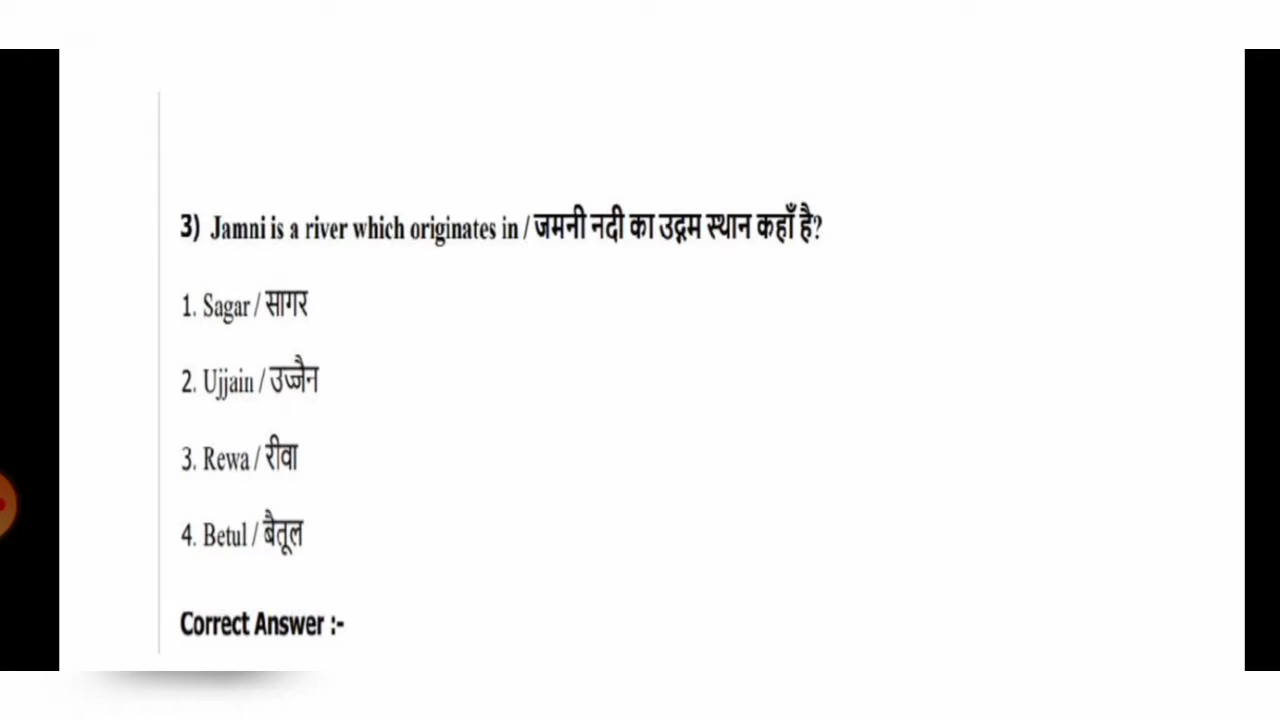 3) Jamni is a river which originates in / जमनी नदी का उद्गम स्थान कहाँ है?
1. Sagar / सागर
2. Ujjain / उज्जैन
3. Rewa / रीवा
4. Betul / बैतूल
Correct Answer :-